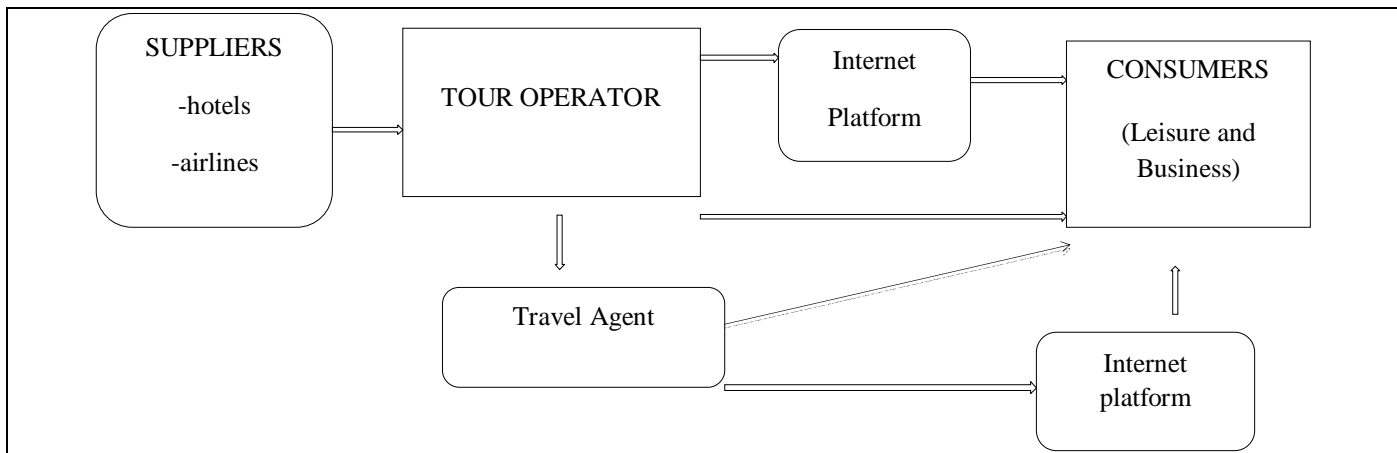 SUPPLIERS
-hotels
-airlines
TOUR OPERATOR
Internet
Platform
CONSUMERS
(Leisure and
Business)
Travel Agent
Internet
platform